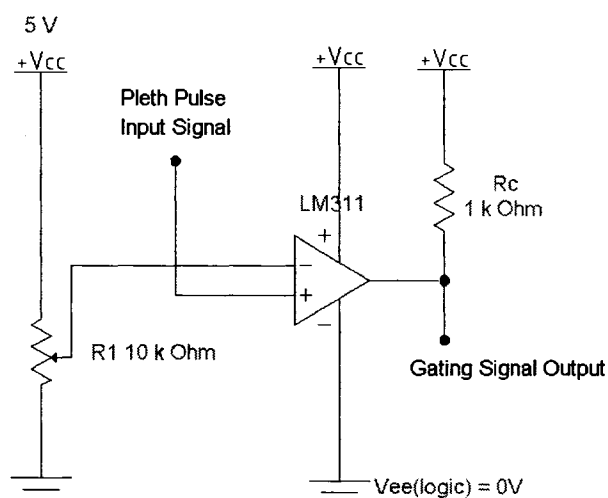 5 V
+Vcc
+Vcc
+Vcc
Pleth Pulse
Input Signal
LM311
Rc
1 k Ohm
+
−
+
−
R1 10 k Ohm
Gating Signal Output
Vee(logic) = 0V